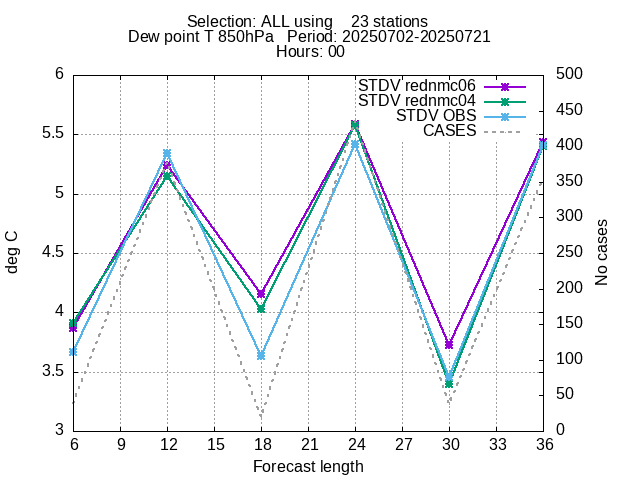 Selection: ALL using    23 stations
Dew point T 850hPa   Period: 20250702-20250721
Hours: 00
STDV rednmc06
STDV rednmc04
STDV OBS
CASES
6
5.5
5
4.5
4
3.5
3
500
450
400
350
300
250
200
150
100
50
0
deg C
No cases
6 9 12 15 18 21 24 27 30 33 36
Forecast length